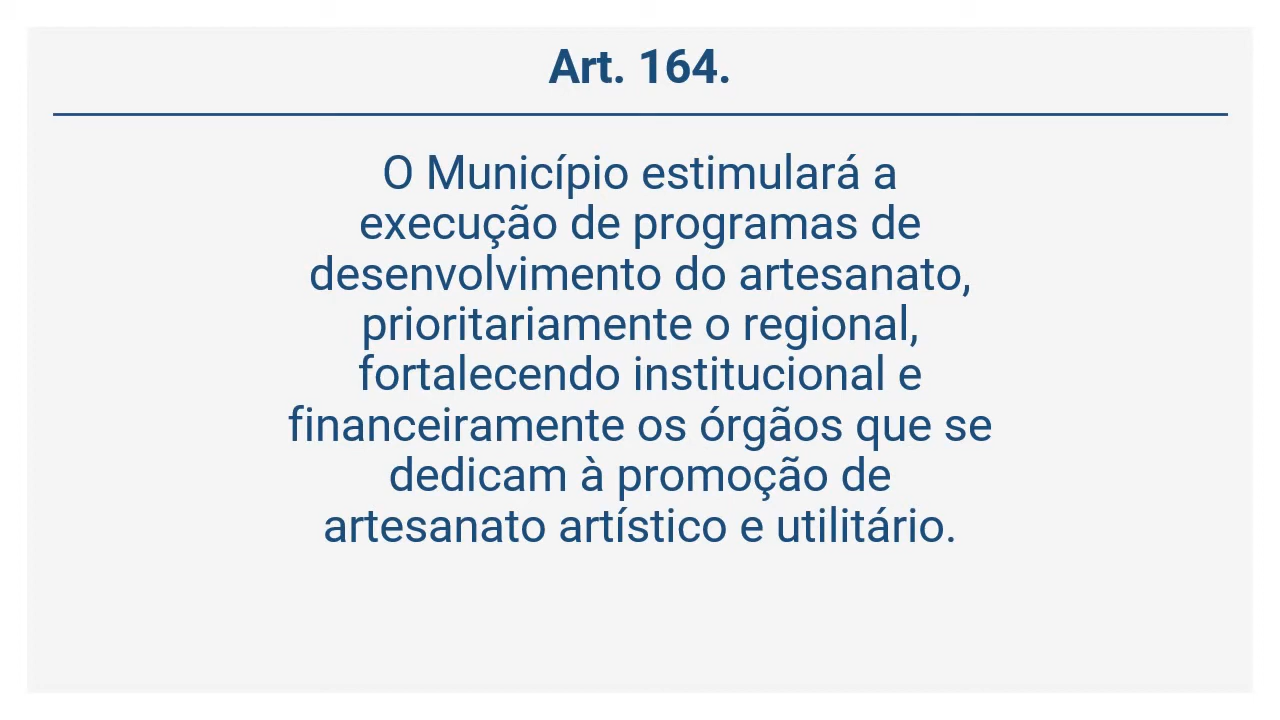 Art. 164.
O Município estimulará a
execução de programas de
desenvolvimento do artesanato,
prioritariamente o regional,
fortalecendo institucional e
financeiramente os órgãos que se
dedicam à promoção de
artesanato artístico e utilitário.